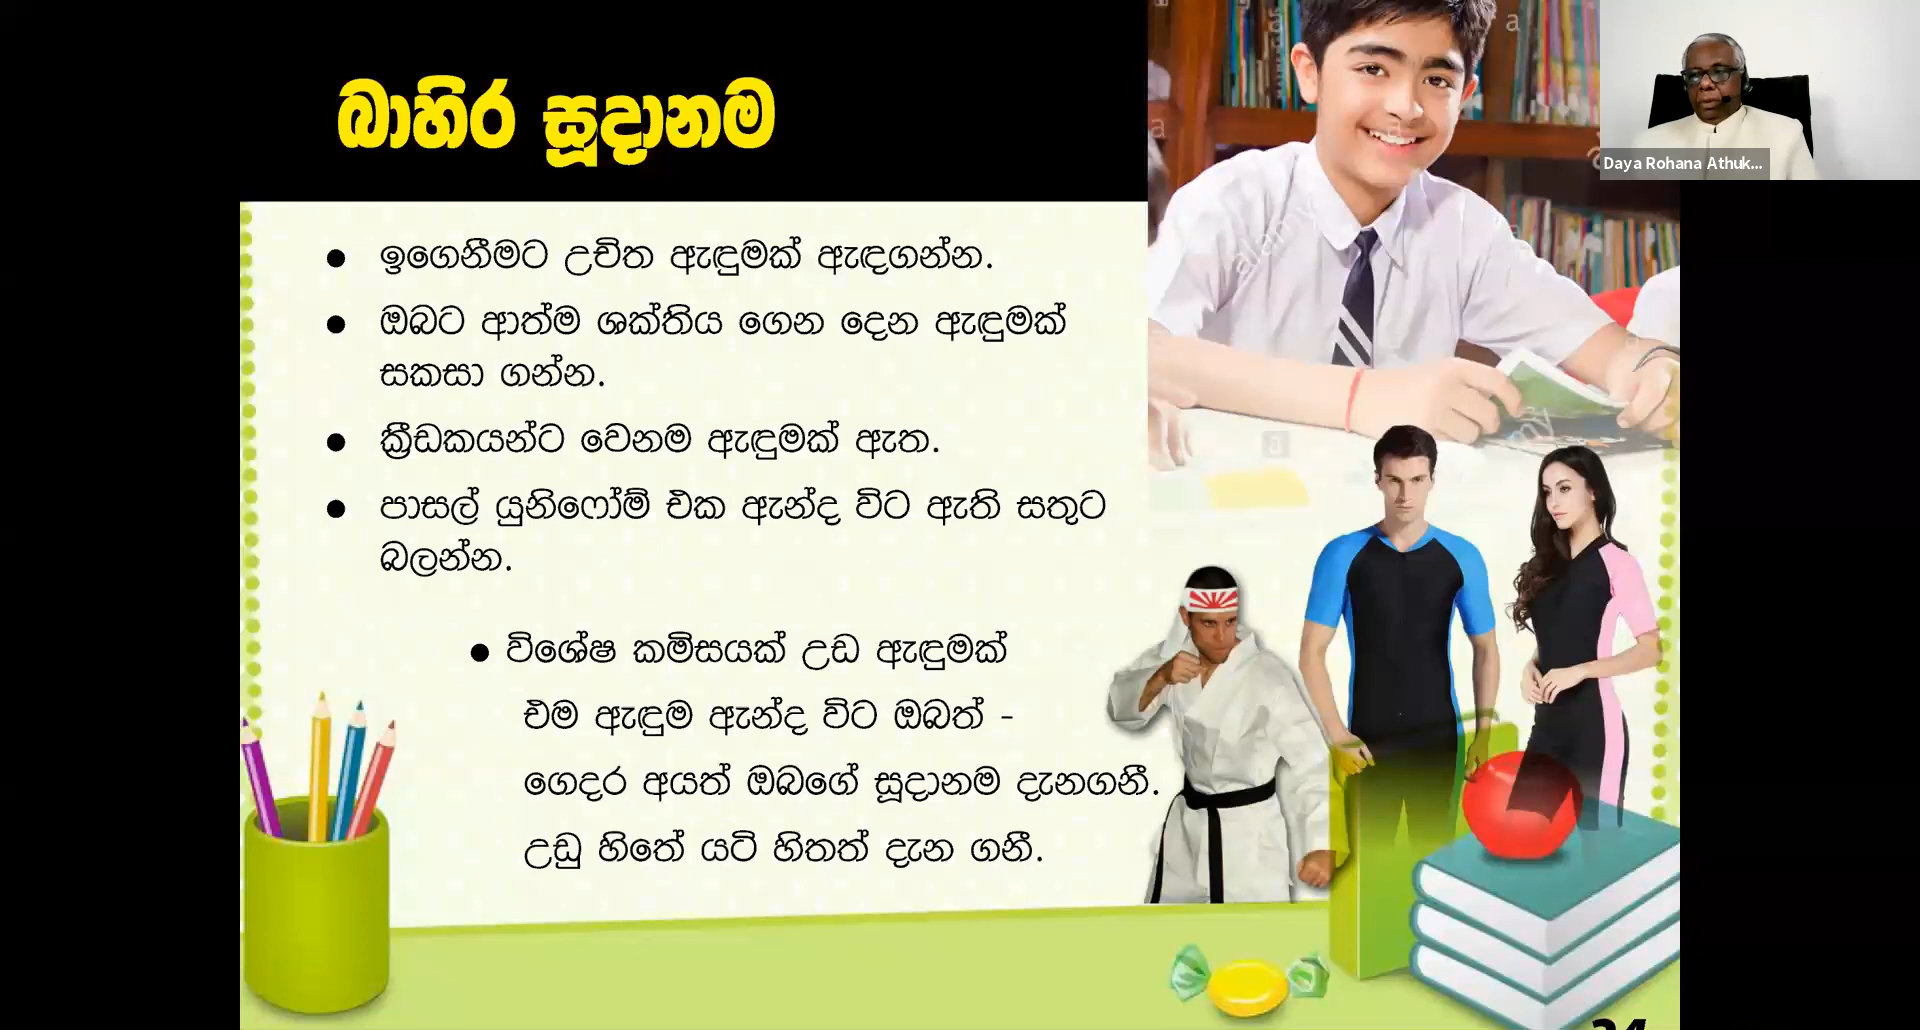 බාහිර සූදානම
Daya Rohana Athuk...
● ඉගෙනීමට උචිත ඇඳුමක් ඇඳගන්න.
● ඔබට ආත්ම ශක්තිය ගෙන දෙන ඇඳුමක්
සකසා ගන්න.
● ක්‍රීඩකයන්ට වෙනම ඇඳුමක් ඇත.
● පාසල් යුනිෆෝම් එක ඇන්ද විට ඇති සතුට
බලන්න.
● විශේෂ කමිසයක් උඩ ඇඳුමක්
එම ඇඳුම ඇන්ද විට ඔබත් -
ගෙදර අයත් ඔබගේ සූදානම දැනගනී.
උඩු හිතේ යටි හිතත් දැන ගනී.
alamy